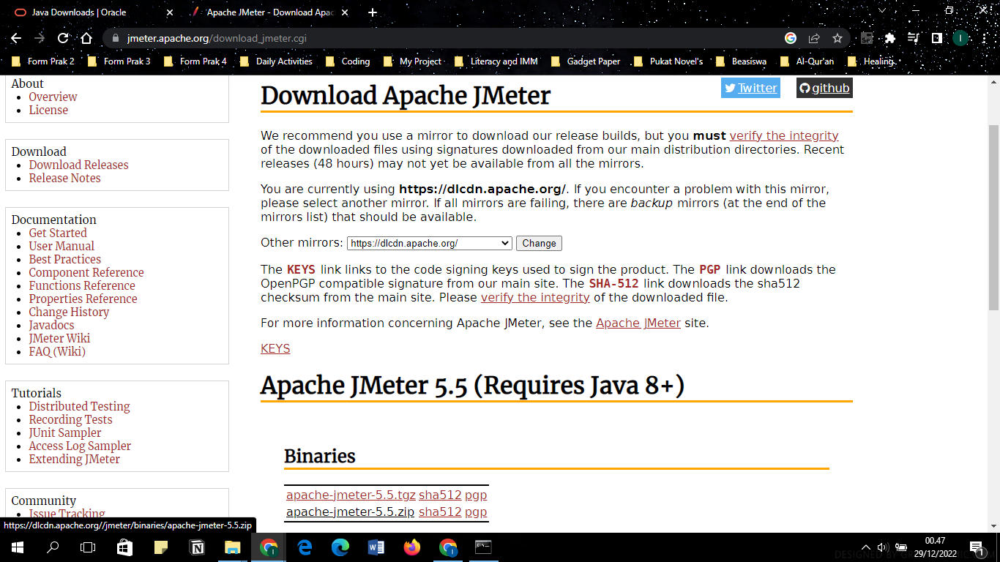 Java Downloads | Oracle
Apache JMeter - Download Apac
jmeter.apache.org/download_jmeter.cgi
I
Form Prak 2
Form Prak 3
Form Prak 4
Daily Activities
Coding
My Project
Literacy and IMM
Gadget Paper
Pukat Novel's
Beasiswa
Al-Qur'an
Healing
About
Overview
License
Download
Download Releases
Release Notes
Documentation
Get Started
User Manual
Best Practices
Component Reference
Functions Reference
Properties Reference
Change History
Javadocs
JMeter Wiki
FAQ (Wiki)
Tutorials
Distributed Testing
Recording Tests
JUnit Sampler
Access Log Sampler
Extending JMeter
Community
Issue Tracking
Download Apache JMeter
Twitter
github
We recommend you use a mirror to download our release builds, but you must verify the integrity
of the downloaded files using signatures downloaded from our main distribution directories. Recent
releases (48 hours) may not yet be available from all the mirrors.
You are currently using https://dlcdn.apache.org/. If you encounter a problem with this mirror,
please select another mirror. If all mirrors are failing, there are backup mirrors (at the end of the
mirrors list) that should be available.
Other mirrors: https://dlcdn.apache.org/ Change
The KEYS link links to the code signing keys used to sign the product. The PGP link downloads the
OpenPGP compatible signature from our main site. The SHA-512 link downloads the sha512
checksum from the main site. Please verify the integrity of the downloaded file.
For more information concerning Apache JMeter, see the Apache JMeter site.
KEYS
Apache JMeter 5.5 (Requires Java 8+)
Binaries
apache-jmeter-5.5.tgz sha512 pgp
apache-jmeter-5.5.zip sha512 pgp
https://dlcdn.apache.org//jmeter/binaries/apache-jmeter-5.5.zip
00.47
29/12/2022
1
DESIGNED BY